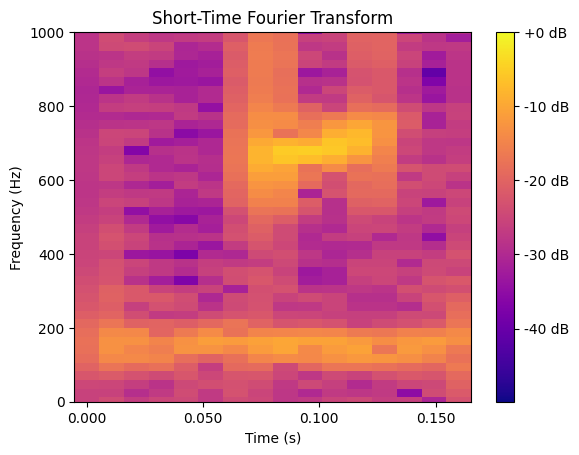 Short-Time Fourier Transform
Frequency (Hz)
1000
800
600
400
200
0
0.000 0.050 0.100 0.150
Time (s)
+0 dB
-10 dB
-20 dB
-30 dB
-40 dB